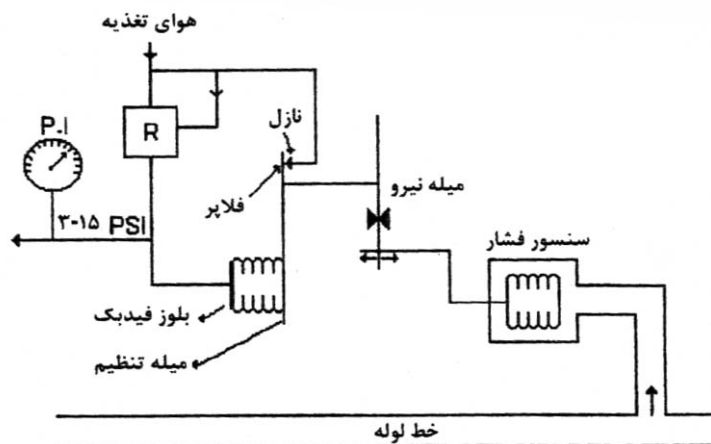 هوای تغذیه
نازل
P.I
R
فلاپر
میله نیرو
۳-۱۵ PSI
سنسور فشار
بلوز فیدبک
میله تنظیم
خط لوله